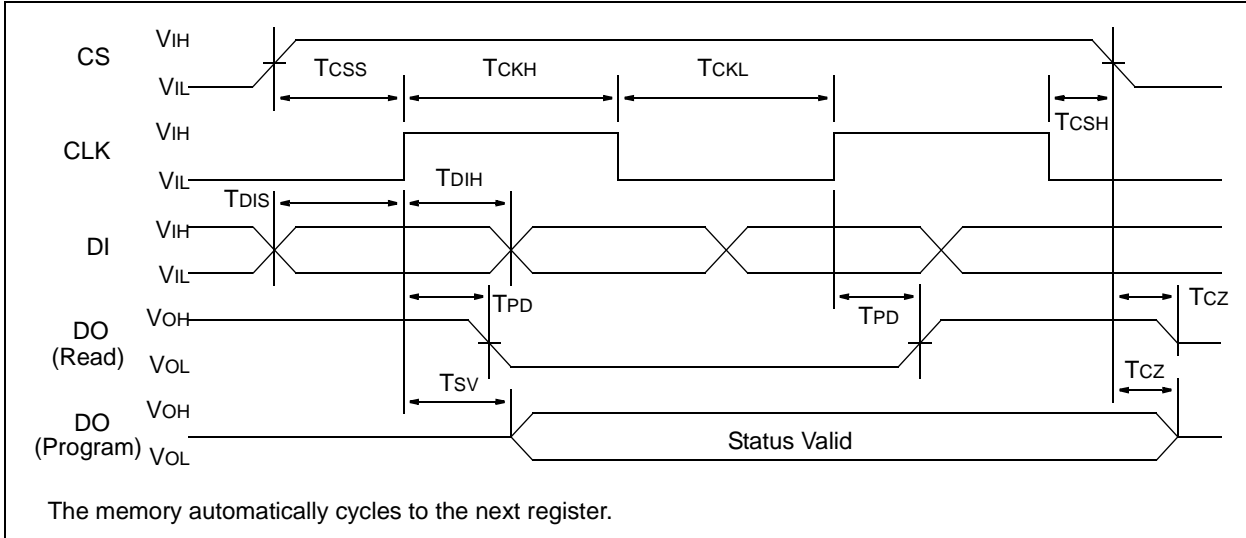 CS
VIH
VIL
TCSS
TCKH
TCKL
TCSH
CLK
VIH
VIL
TDIS
TDIH
DI
VIH
VIL
TPD
TPD
TCZ
DO
(Read)
VOH
VOL
TSV
TCZ
DO
(Program)
VOH
VOL
Status Valid
The memory automatically cycles to the next register.